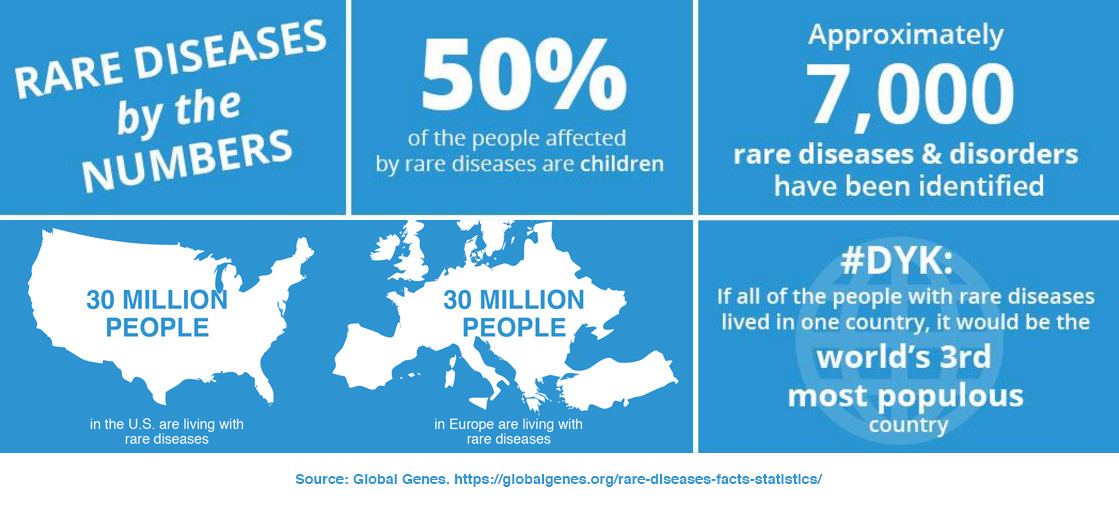 RARE DISEASES
by the
NUMBERS
50%
of the people affected
by rare diseases are children
Approximately
7,000
rare diseases & disorders
have been identified
30 MILLION
PEOPLE
in the U.S. are living with
rare diseases
30 MILLION
PEOPLE
in Europe are living with
rare diseases
#DYK:
If all of the people with rare diseases
lived in one country, it would be the
world's 3rd
most populous
country
Source: Global Genes. https://globalgenes.org/rare-diseases-facts-statistics/